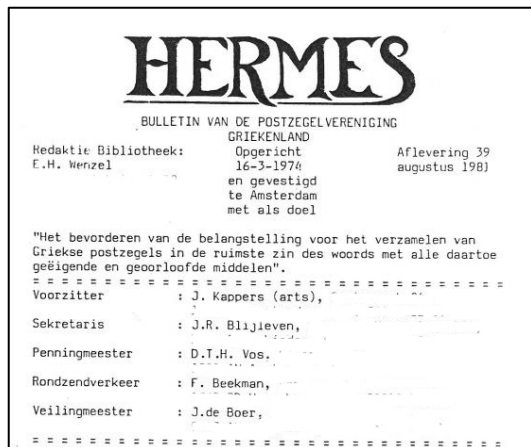 HERMES
BULLETIN VAN DE POSTZEGELVERENIGING
GRIEKENLAND
Redaktie Bibliotheek: Opgericht Aflevering 39
E.H. Wenzel 16-3-1974 augustus 1981
en gevestigd
te Amsterdam
met als doel
"Het bevorderen van de belangstelling voor het verzamelen van
Griekse postzegels in de ruimste zin des woords met alle daartoe
geëigende en geoorloofde middelen".
= = = = = = = = = = = = = = = = = = = = = = = = = = = = = = = =
Voorzitter : J. Kappers (arts),
Sekretaris : J.R. Blijleven,
Penningmeester : D.T.H. Vos.
Rondzendverkeer : F. Beekman,
Veilingmeester : J.de Boer,
= = = = = = = = = = = = = = = = = = = = = = = = = = = = = = = =